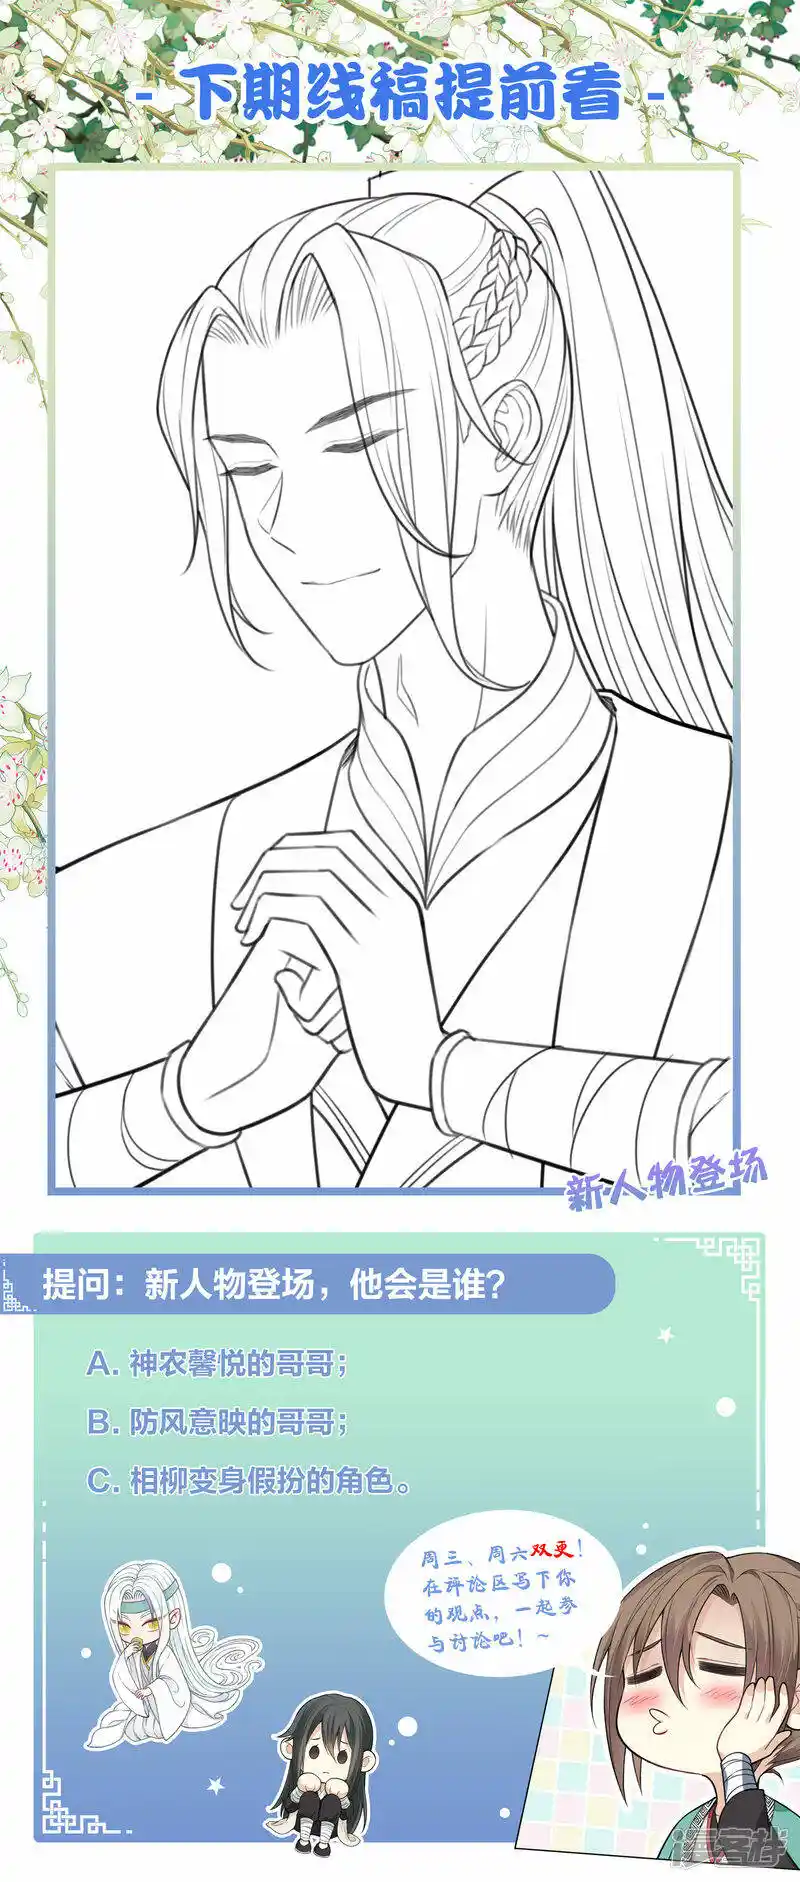 - 下期线稿提前看 -
新人物登场
提问：新人物登场，他会是谁？
A. 神农馨悦的哥哥；
B. 防风意映的哥哥；
C. 相柳变身假扮的角色。
周三、周六双更！
在评论区写下你
的观点，一起参
与讨论吧！~
漫客栈